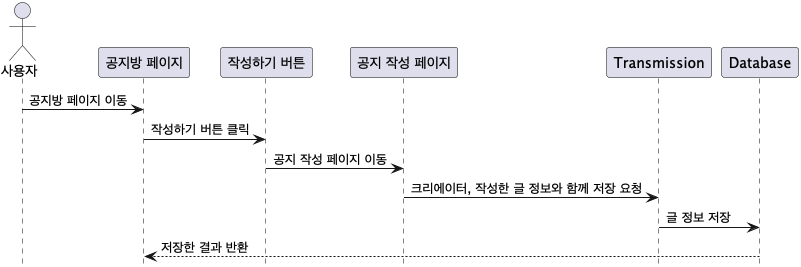 사용자
공지방 페이지
작성하기 버튼
공지 작성 페이지
Transmission
Database
공지방 페이지 이동
작성하기 버튼 클릭
공지 작성 페이지 이동
크리에이터, 작성한 글 정보와 함께 저장 요청
글 정보 저장
저장한 결과 반환